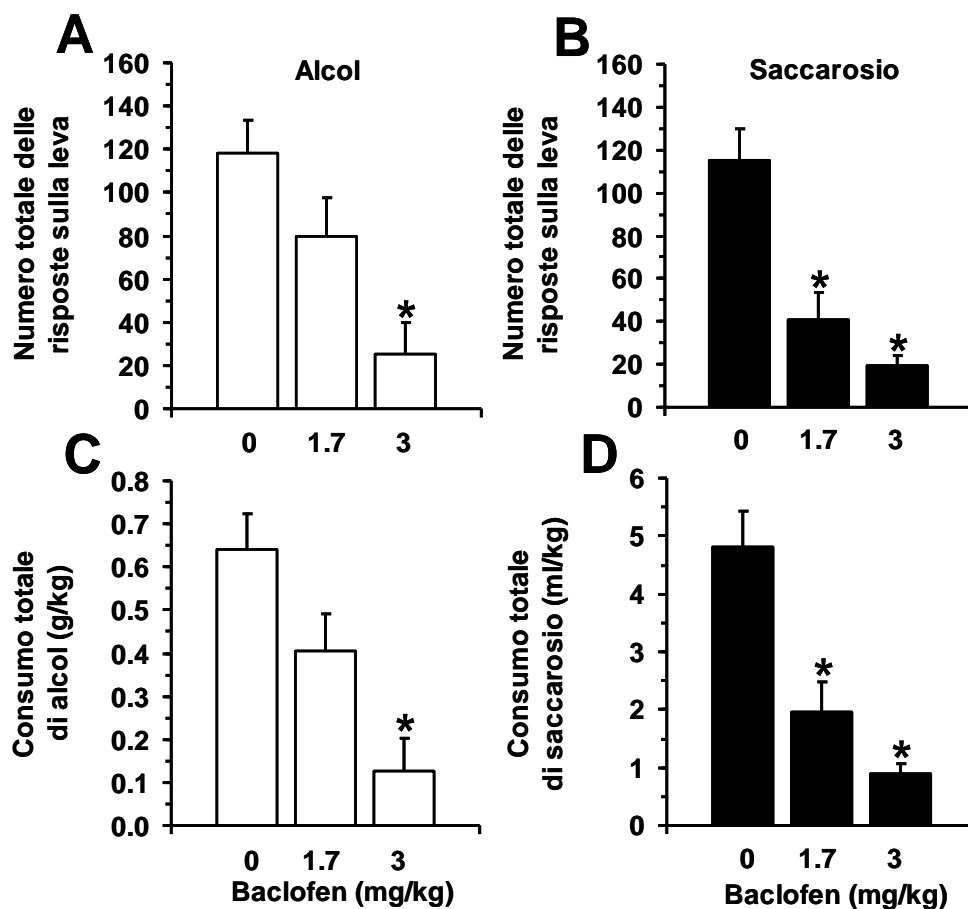 A
Alcol
Numero totale delle
risposte sulla leva
160
140
120
100
80
60
40
20
0
*
0 1.7 3
B
Saccarosio
Numero totale delle
risposte sulla leva
160
140
120
100
80
60
40
20
0
*
*
0 1.7 3
C
Consumo totale
di alcol (g/kg)
0.8
0.7
0.6
0.5
0.4
0.3
0.2
0.1
0.0
*
0 1.7 3
Baclofen (mg/kg)
D
Consumo totale
di saccarosio (ml/kg)
6
5
4
3
2
1
0
*
*
0 1.7 3
Baclofen (mg/kg)